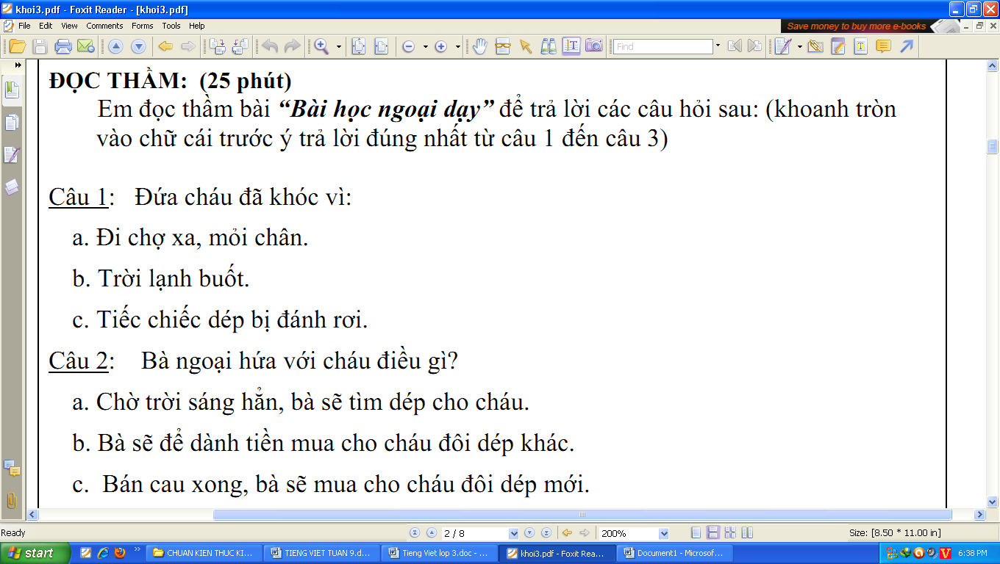 khoi3.pdf - Foxit Reader - [khoi3.pdf]
File Edit View Comments Forms Tools Help
Save money to buy more e-books
Find
ĐỌC THẦM: (25 phút)
Em đọc thầm bài “Bài học ngoại dạy” để trả lời các câu hỏi sau: (khoanh tròn
vào chữ cái trước ý trả lời đúng nhất từ câu 1 đến câu 3)
Câu 1: Đứa cháu đã khóc vì:
a. Đi chợ xa, mỏi chân.
b. Trời lạnh buốt.
c. Tiếc chiếc dép bị đánh rơi.
Câu 2: Bà ngoại hứa với cháu điều gì?
a. Chờ trời sáng hẳn, bà sẽ tìm dép cho cháu.
b. Bà sẽ để dành tiền mua cho cháu đôi dép khác.
c. Bán cau xong, bà sẽ mua cho cháu đôi dép mới.
Ready 2 / 8 200% Size: [8.50 * 11.00 in]
start CHUAN KIEN THUC KI... TIENG VIET TUAN 9.d... Tieng Viet lop 3.doc - ... khoi3.pdf - Foxit Rea... Document1 - Microsof... 6:38 PM